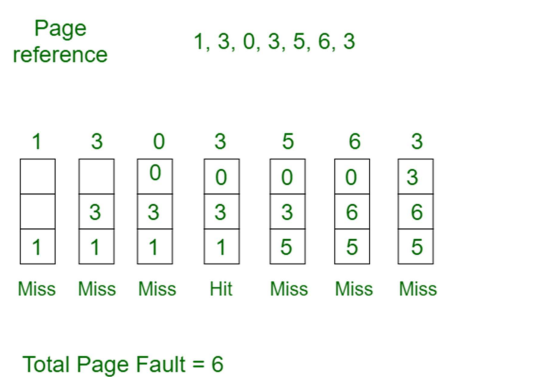 Page
reference
1, 3, 0, 3, 5, 6, 3
1 3 0 3 5 6 3
0 0 0 0 3
3 3 3 3 6 6
1 1 1 1 5 5 5
Miss Miss Miss Hit Miss Miss Miss
Total Page Fault = 6